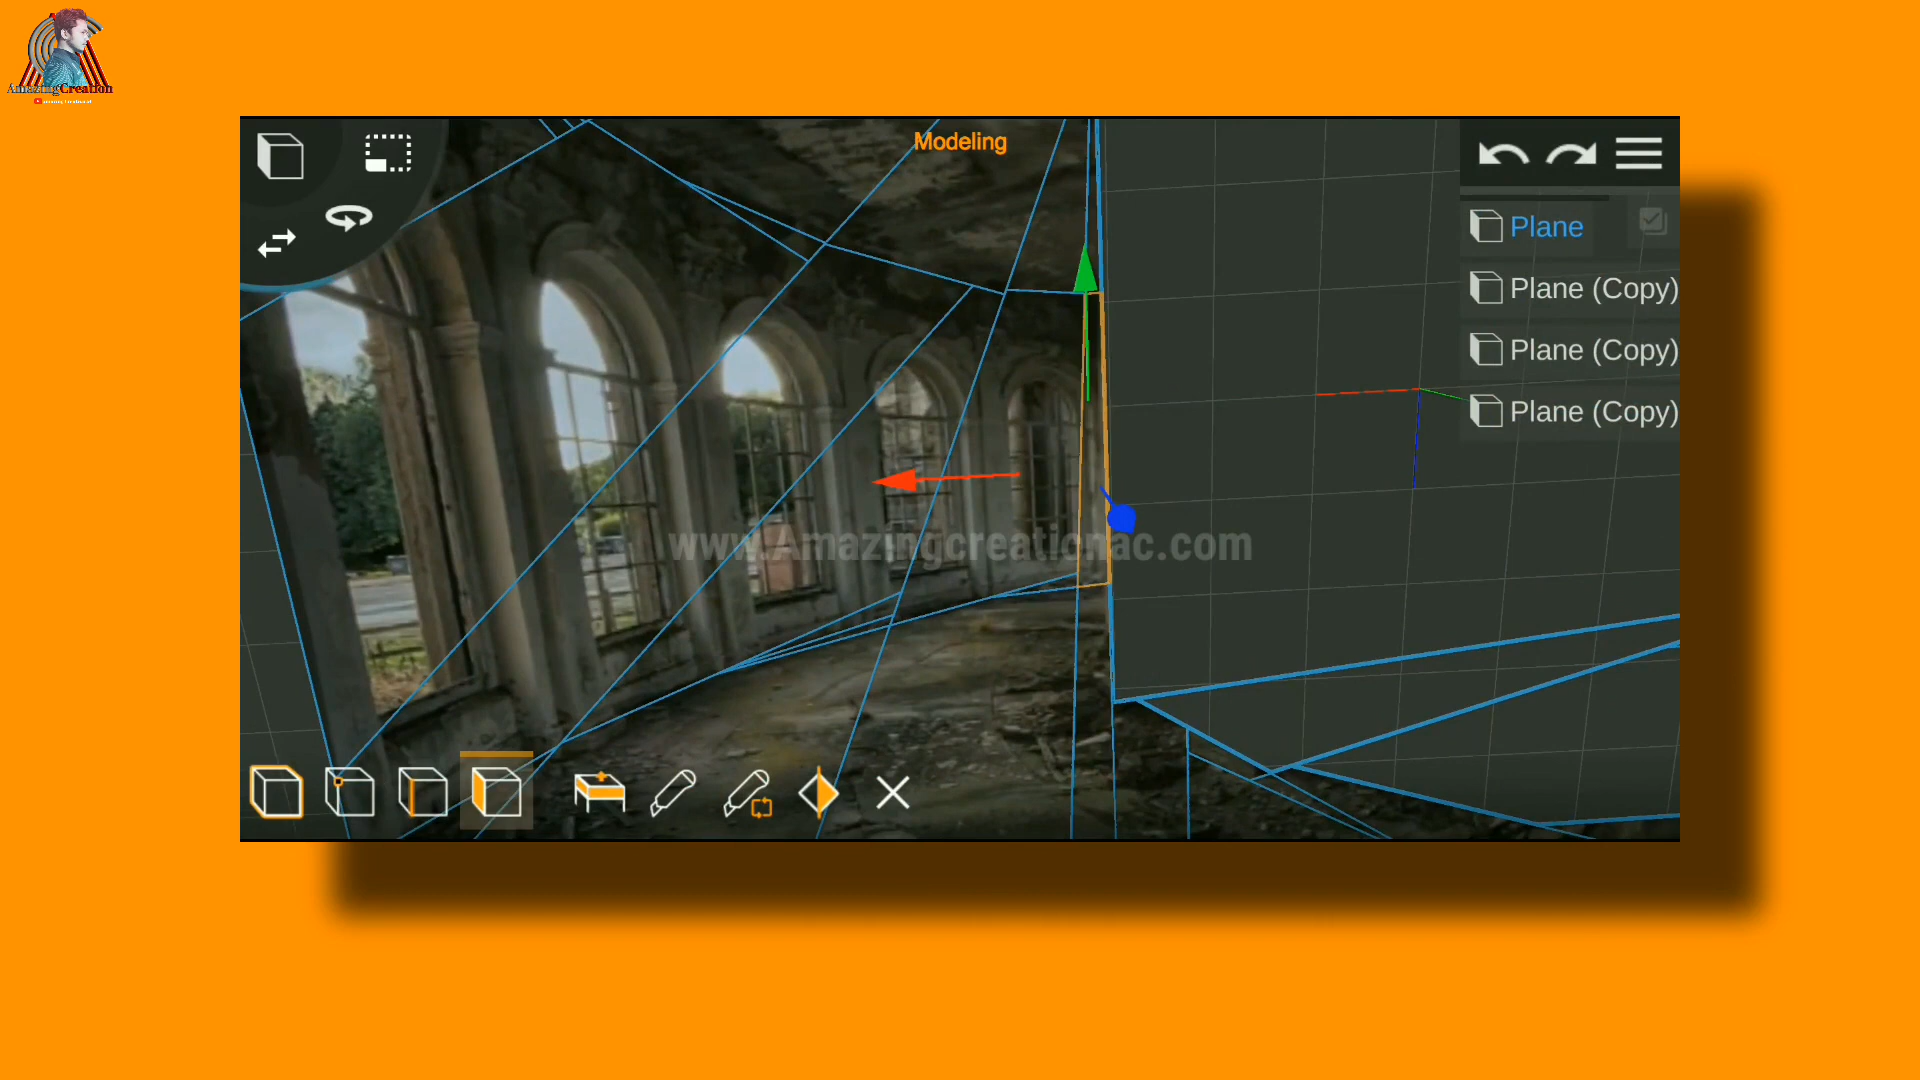 AmazingCreation
Modeling
Plane
Plane (Copy)
Plane (Copy)
Plane (Copy)
www.Amazingcreationac.com